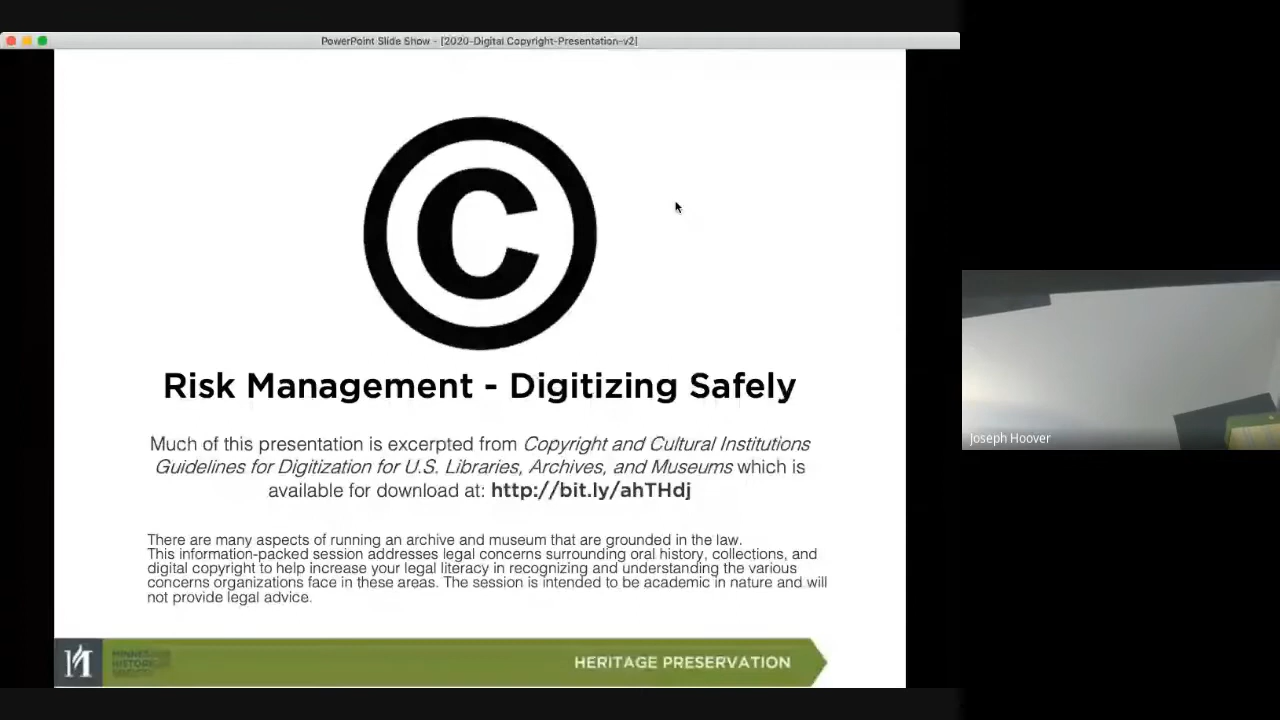 PowerPoint Slide Show - [2020-Digital Copyright-Presentation-v2]
©
Risk Management - Digitizing Safely
Much of this presentation is excerpted from Copyright and Cultural Institutions
Guidelines for Digitization for U.S. Libraries, Archives, and Museums which is
available for download at: http://bit.ly/ahTHdj
There are many aspects of running an archive and museum that are grounded in the law.
This information-packed session addresses legal concerns surrounding oral history, collections, and
digital copyright to help increase your legal literacy in recognizing and understanding the various
concerns organizations face in these areas. The session is intended to be academic in nature and will
not provide legal advice.
HERITAGE PRESERVATION
Joseph Hoover